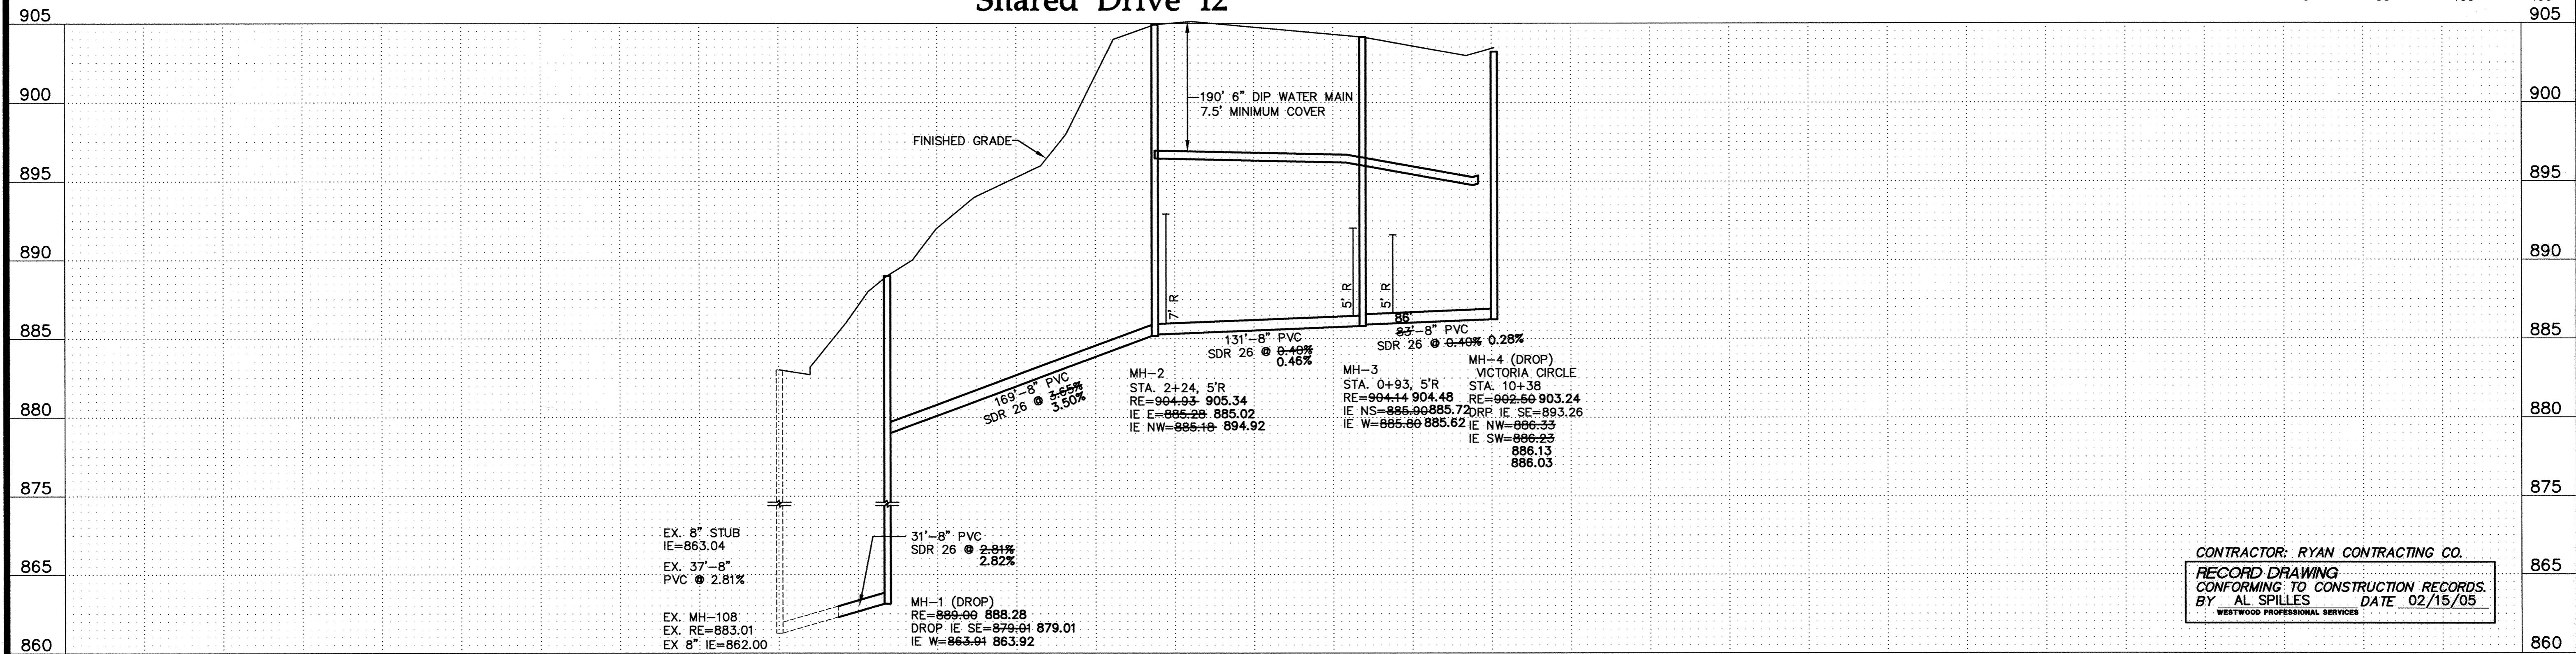 Shared Drive 12
905
905
900
900
895
895
890
890
885
885
880
880
875
875
865
865
860
860
FINISHED GRADE
190' 6" DIP WATER MAIN
7.5' MINIMUM COVER
7' R
5' R
5' R
169'-8" PVC
SDR 26 @ 3.65%
3.50%
131'-8" PVC
SDR 26 @ 0.40%
0.46%
86'
83'-8" PVC
SDR 26 @ 0.40% 0.28%
MH-2
STA. 2+24, 5'R
RE=904.93 905.34
IE E=885.28 885.02
IE NW=885.18 894.92
MH-3
STA. 0+93, 5'R
RE=904.14 904.48
IE NS=885.90 885.72
IE W=885.80 885.62
MH-4 (DROP)
VICTORIA CIRCLE
STA. 10+38
RE=902.50 903.24
DRP IE SE=893.26
IE NW=886.33
IE SW=886.23
886.13
886.03
EX. 8" STUB
IE=863.04
EX. 37'-8"
PVC @ 2.81%
EX. MH-108
EX. RE=883.01
EX 8" IE=862.00
31'-8" PVC
SDR 26 @ 2.81%
2.82%
MH-1 (DROP)
RE=889.00 888.28
DROP IE SE=879.01 879.01
IE W=863.91 863.92
CONTRACTOR: RYAN CONTRACTING CO.
RECORD DRAWING
CONFORMING TO CONSTRUCTION RECORDS.
BY AL SPILLES DATE 02/15/05
WESTWOOD PROFESSIONAL SERVICES